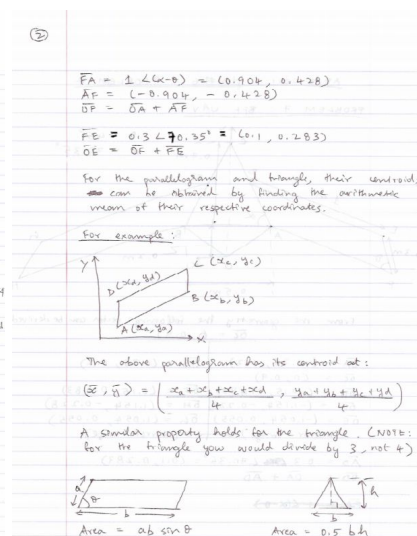 ②
FA = 1 ∠(α-θ) = (0.904, 0.428)
AF = (-0.904, -0.428)
OF = OA + AF
FE = 0.3 ∠70.35° = (0.1, 0.283)
OE = OF + FE
For the parallelogram and triangle, their centroid
can be obtained by finding the arithmetic
mean of their respective coordinates.
For example:
Y
C (xc, yc)
D (xd, yd)
B (xb, yb)
A (xa, ya)
X
The above parallelogram has its centroid at:
(x̄, ȳ) = ( xa + xb + xc + xd / 4 , ya + yb + yc + yd / 4 )
A similar property holds for the triangle. (NOTE:
for the triangle you would divide by 3, not 4)
a θ b h b
Area = ab sin θ Area = 0.5 bh